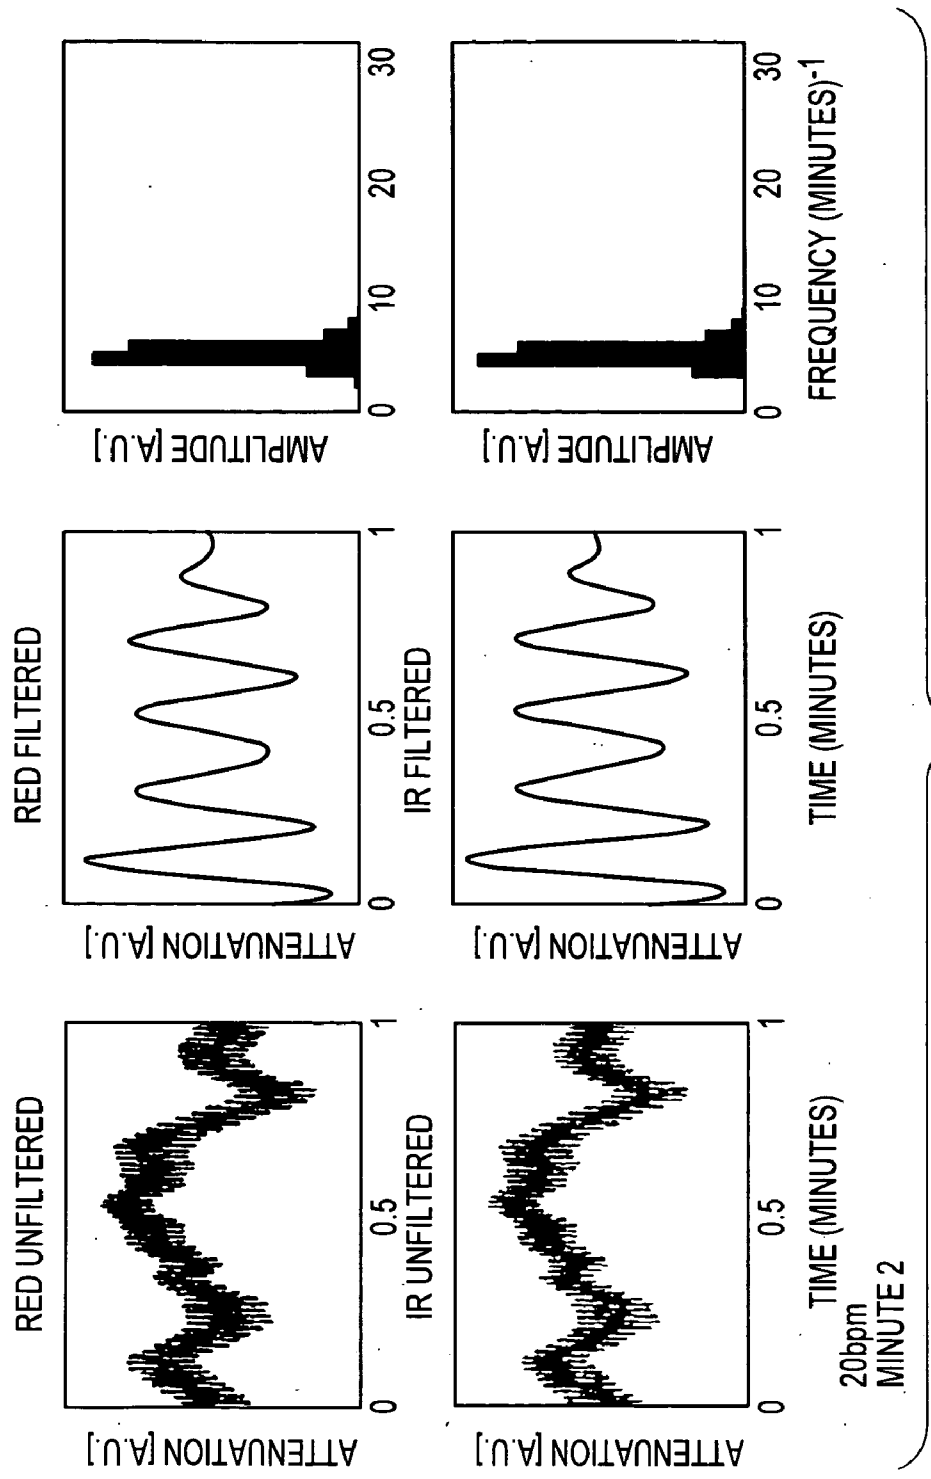 RED UNFILTERED
RED FILTERED
ATTENUATION [A.U.]
0 0.5 1
ATTENUATION [A.U.]
0 0.5 1
AMPLITUDE [A.U.]
0 10 20 30
IR UNFILTERED
IR FILTERED
ATTENUATION [A.U.]
0 0.5 1
TIME (MINUTES)
ATTENUATION [A.U.]
0 0.5 1
TIME (MINUTES)
AMPLITUDE [A.U.]
0 10 20 30
FREQUENCY (MINUTES)-1
20bpm
MINUTE 2